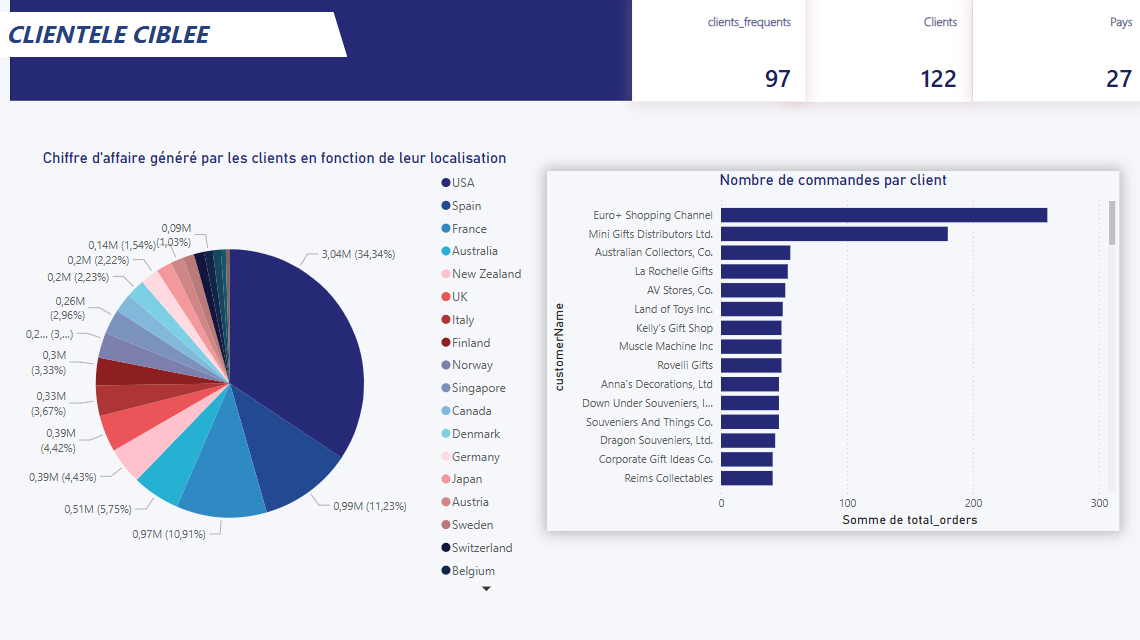 CLIENTELE CIBLEE
clients_frequents
97
Clients
122
Pays
27
Chiffre d'affaire généré par les clients en fonction de leur localisation
0,09M
(1,03%)
0,14M (1,54%)
0,2M (2,22%)
0,2M (2,23%)
0,26M
(2,96%)
0,2... (3,...)
0,3M
(3,33%)
0,33M
(3,67%)
0,39M
(4,42%)
0,39M (4,43%)
0,51M (5,75%)
0,97M (10,91%)
0,99M (11,23%)
3,04M (34,34%)
USA
Spain
France
Australia
New Zealand
UK
Italy
Finland
Norway
Singapore
Canada
Denmark
Germany
Japan
Austria
Sweden
Switzerland
Belgium
Nombre de commandes par client
customerName
Euro+ Shopping Channel
Mini Gifts Distributors Ltd.
Australian Collectors, Co.
La Rochelle Gifts
AV Stores, Co.
Land of Toys Inc.
Kelly's Gift Shop
Muscle Machine Inc
Rovelli Gifts
Anna's Decorations, Ltd
Down Under Souveniers, I...
Souveniers And Things Co.
Dragon Souveniers, Ltd.
Corporate Gift Ideas Co.
Reims Collectables
0 100 200 300
Somme de total_orders